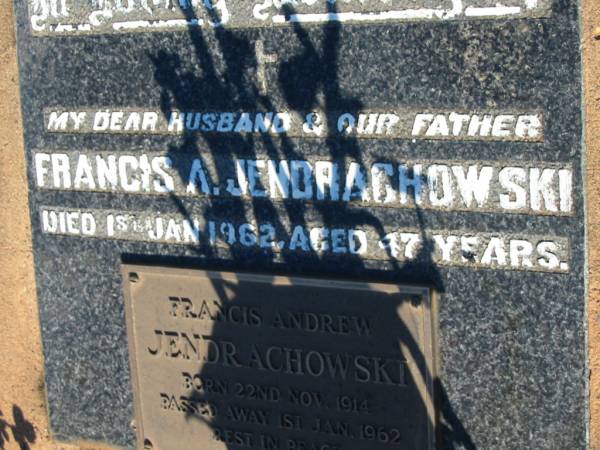 MY DEAR HUSBAND & OUR FATHER
FRANCIS A. JENDRACHOWSKI
DIED 1ST JAN 1962, AGED 47 YEARS.
FRANCIS ANDREW
JENDRACHOWSKI
BORN 22ND NOV. 1914
PASSED AWAY 1ST JAN. 1962
REST IN PEACE